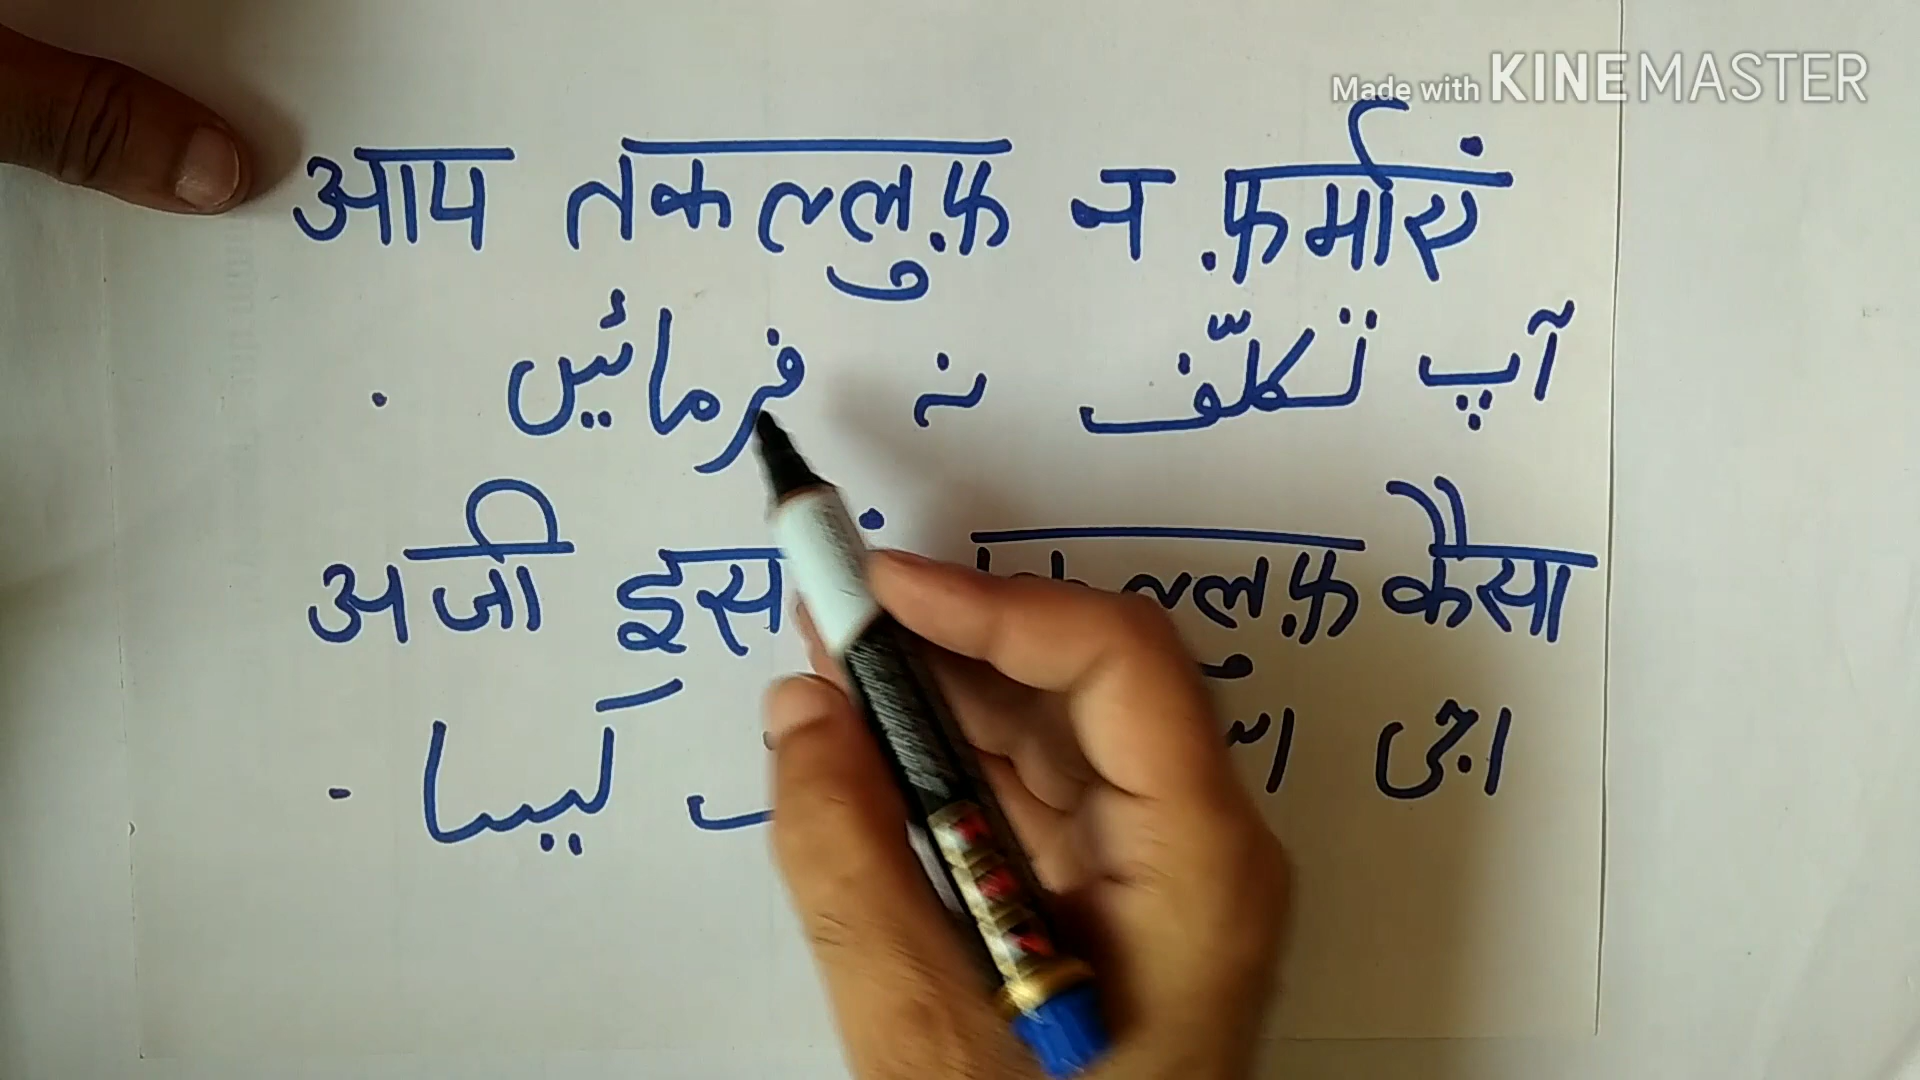 Made with KINEMASTER
आप तकल्लुफ़ न फ़र्माएं
آپ تکلّف نہ فرمائیں ۔
अजी इस तकल्लुफ़ कैसा
اجی کیسا ۔